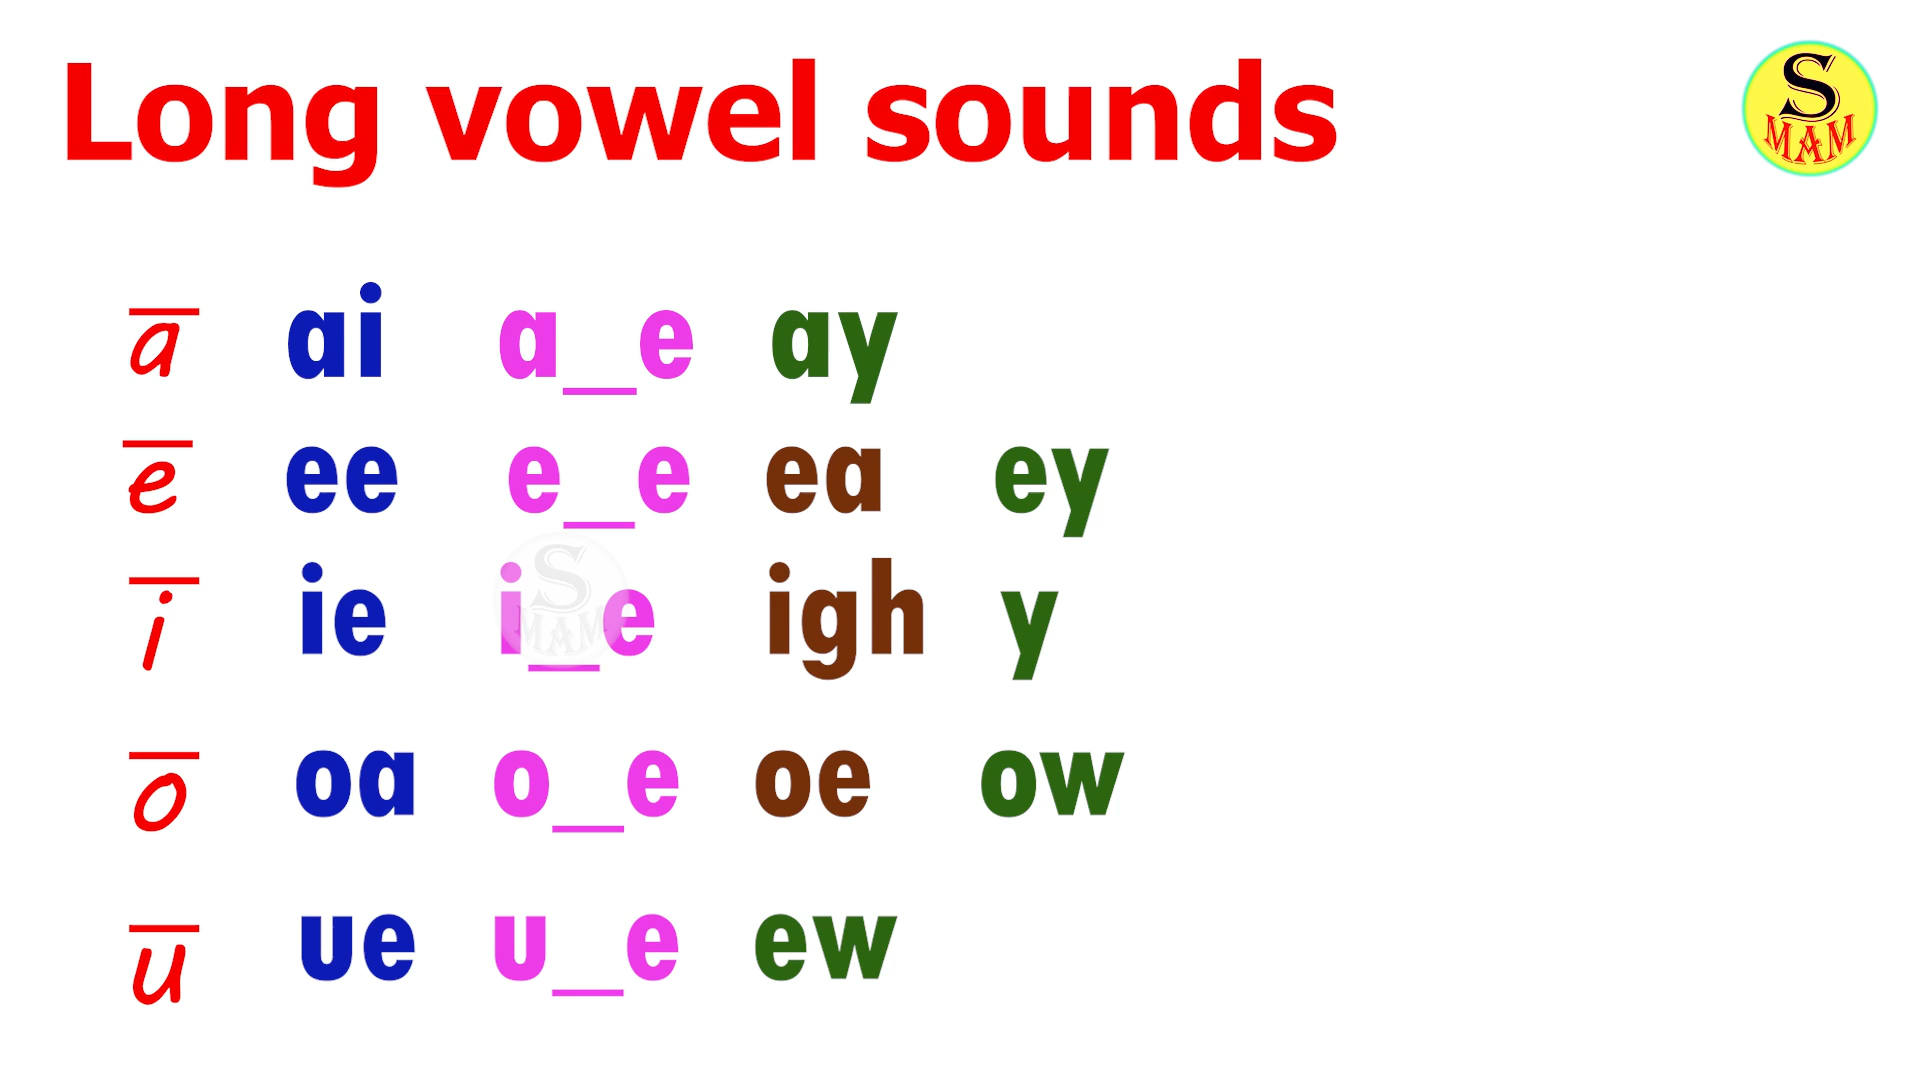 Long vowel sounds
S
MAM
ā ai a_e ay
ē ee e_e ea ey
ī ie i_e igh y
S
MAM
ō oa o_e oe ow
ū ue u_e ew